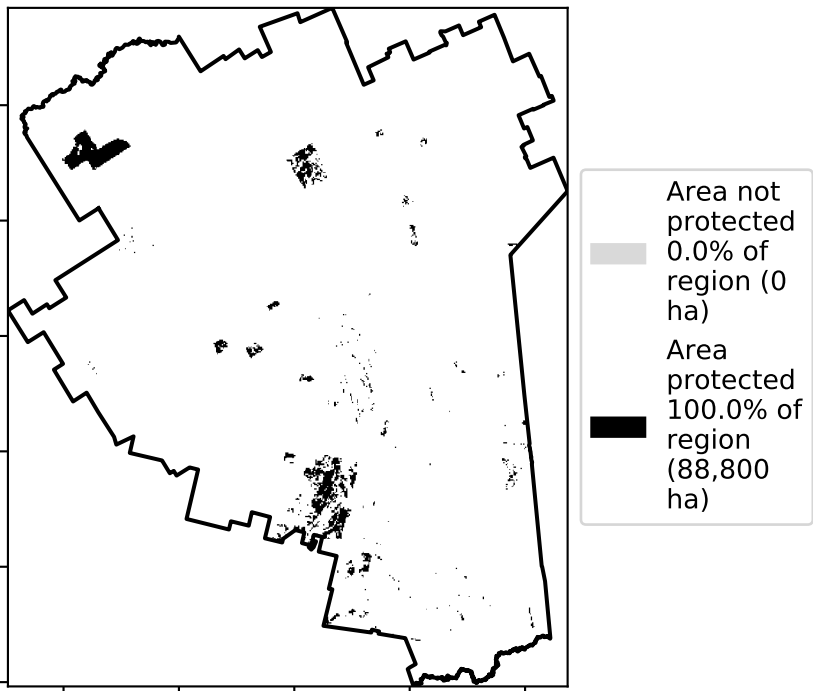 Area not
protected
0.0% of
region (0
ha)
Area
protected
100.0% of
region
(88,800
ha)